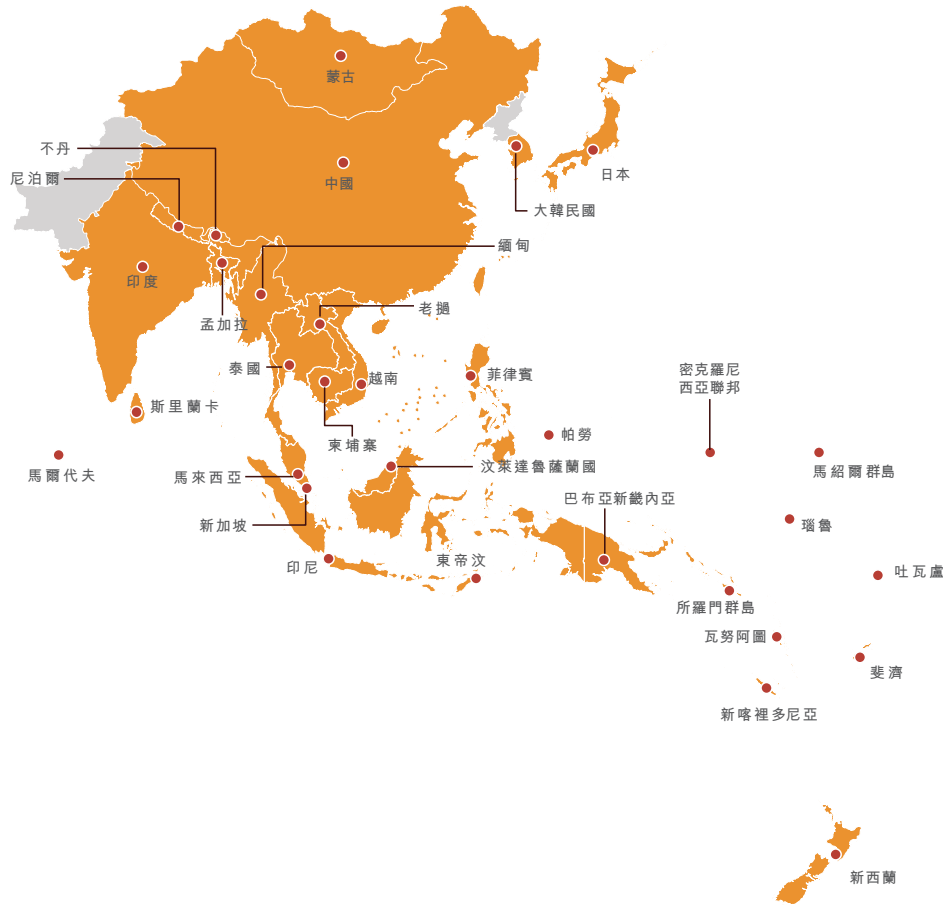 蒙古
不丹
中國
日本
尼泊爾
大韓民國
緬甸
印度
老撾
孟加拉
泰國
越南
菲律賓
密克羅尼
西亞聯邦
斯里蘭卡
帕勞
柬埔寨
汶萊達魯薩蘭國
馬爾代夫
馬來西亞
馬紹爾群島
巴布亞新畿內亞
新加坡
瑙魯
東帝汶
印尼
吐瓦盧
所羅門群島
瓦努阿圖
斐濟
新喀裡多尼亞
新西蘭